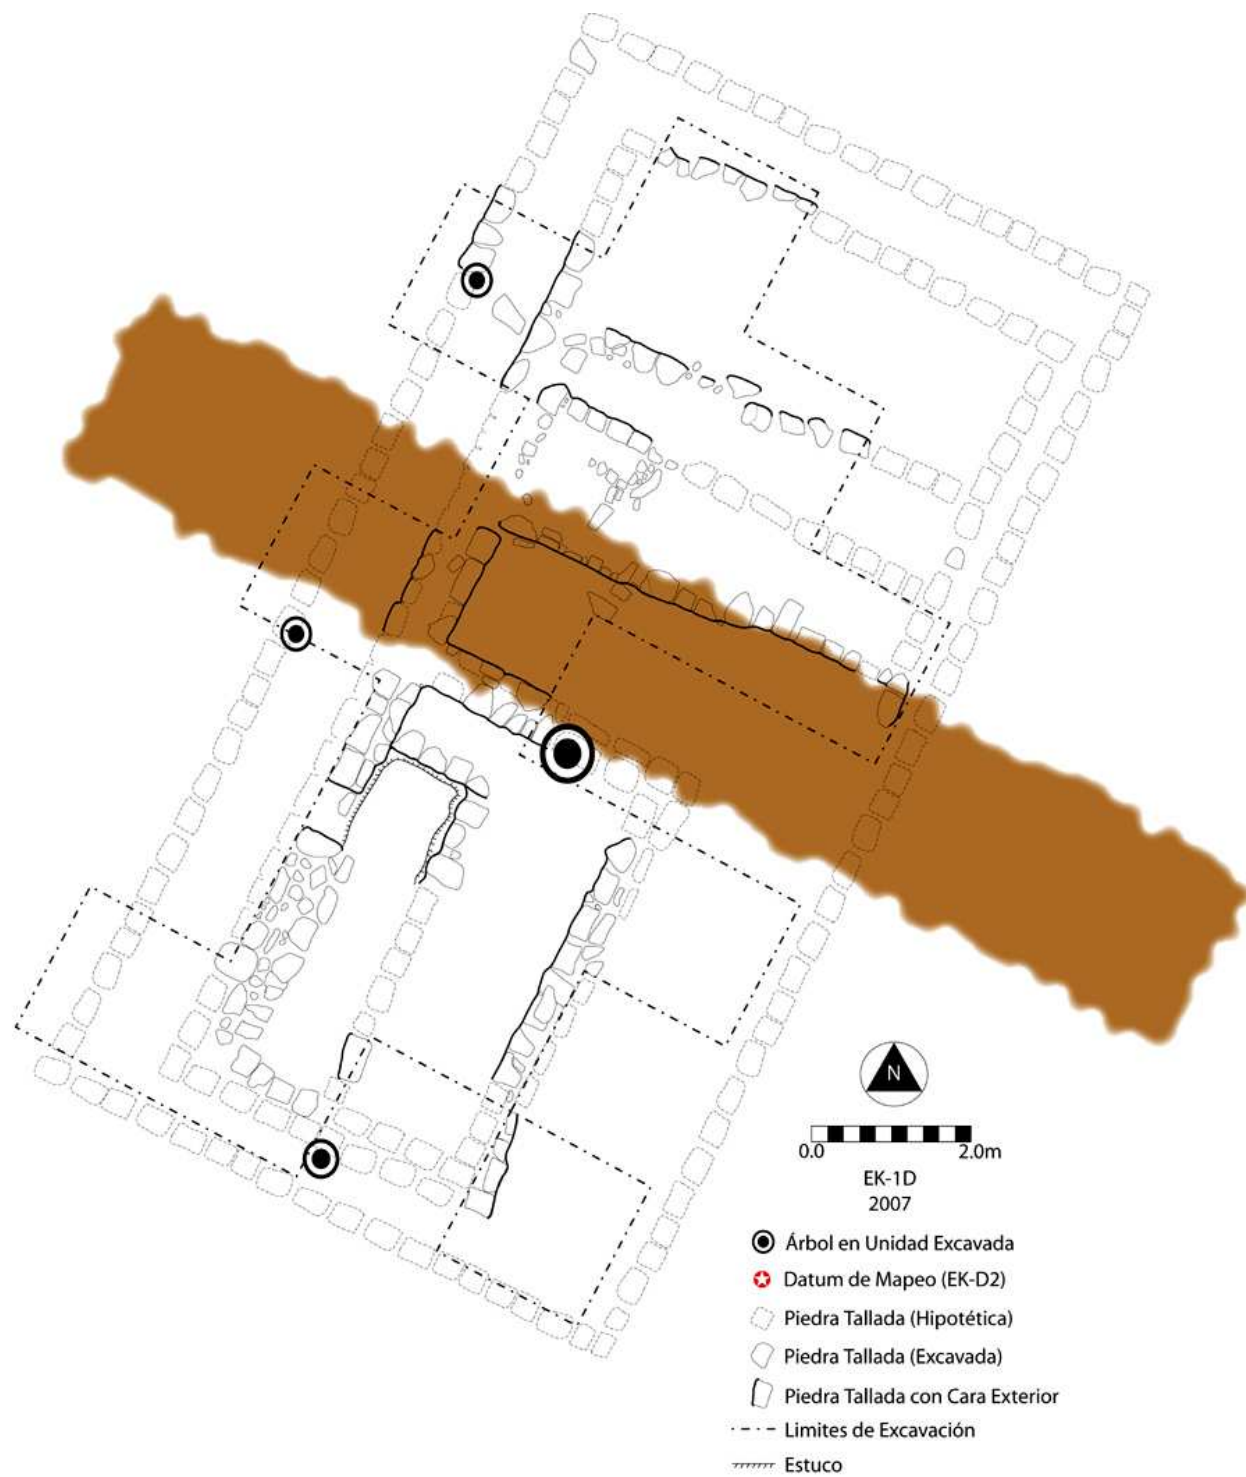 N
0.0 2.0m
EK-1D
2007
Árbol en Unidad Excavada
Datum de Mapeo (EK-D2)
Piedra Tallada (Hipotética)
Piedra Tallada (Excavada)
Piedra Tallada con Cara Exterior
Limites de Excavación
Estuco